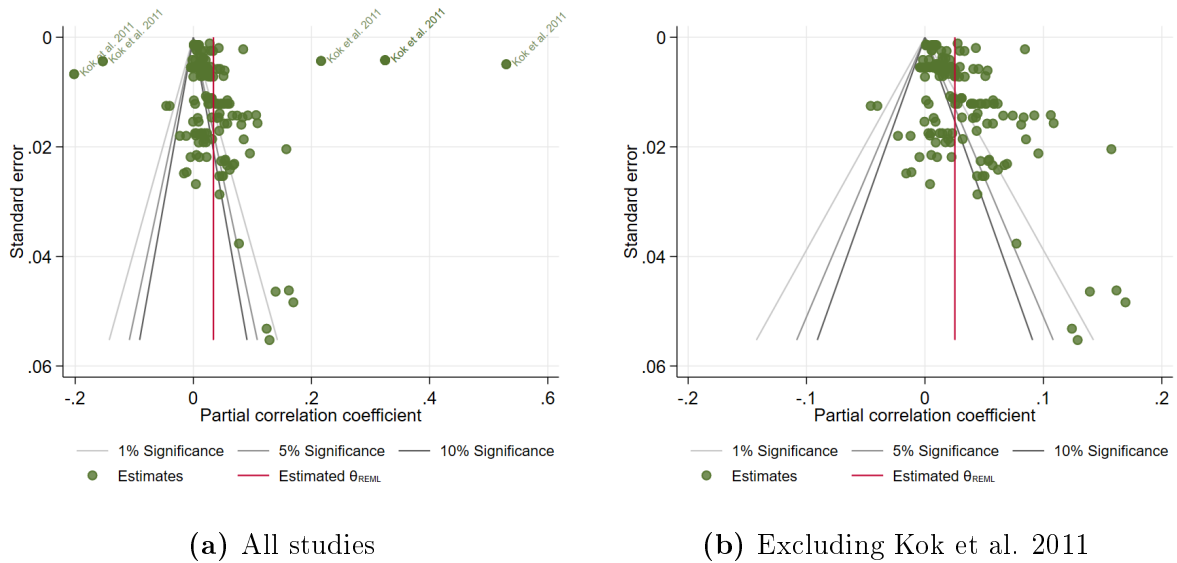 Kok et al. 2011
Kok et al. 2011
Kok et al. 2011
Kok et al. 2011
Kok et al. 2011
0
.02
.04
.06
Standard error
-.2
0
.2
.4
.6
Partial correlation coefficient
1% Significance 5% Significance 10% Significance
Estimates Estimated θREML
(a) All studies
0
.02
.04
.06
Standard error
-.2
-.1
0
.1
.2
Partial correlation coefficient
1% Significance 5% Significance 10% Significance
Estimates Estimated θREML
(b) Excluding Kok et al. 2011